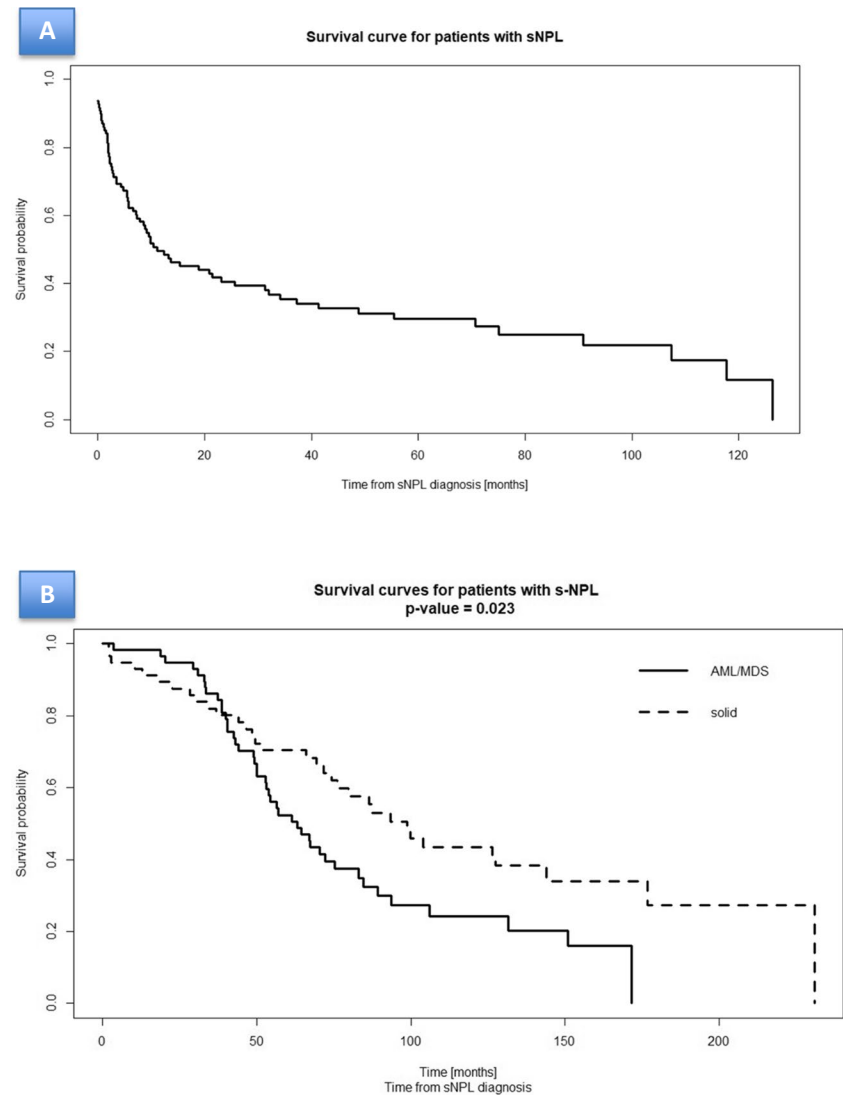 A
Survival curve for patients with sNPL
Survival probability
1.0
0.8
0.6
0.4
0.2
0.0
0 20 40 60 80 100 120
Time from sNPL diagnosis [months]
B
Survival curves for patients with s-NPL
p-value = 0.023
Survival probability
1.0
0.8
0.6
0.4
0.2
0.0
AML/MDS
solid
0 50 100 150 200
Time [months]
Time from sNPL diagnosis